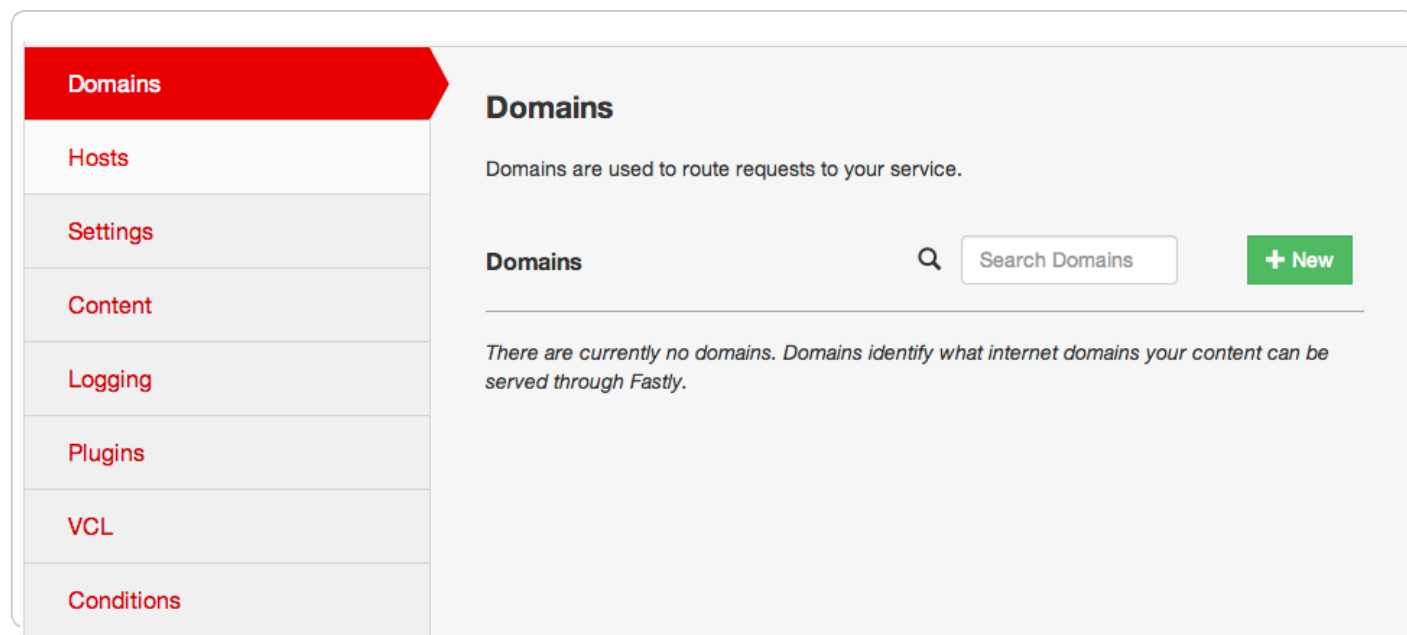 Domains
Hosts
Settings
Content
Logging
Plugins
VCL
Conditions
Domains
Domains are used to route requests to your service.
Domains
Search Domains
+ New
There are currently no domains. Domains identify what internet domains your content can be
served through Fastly.